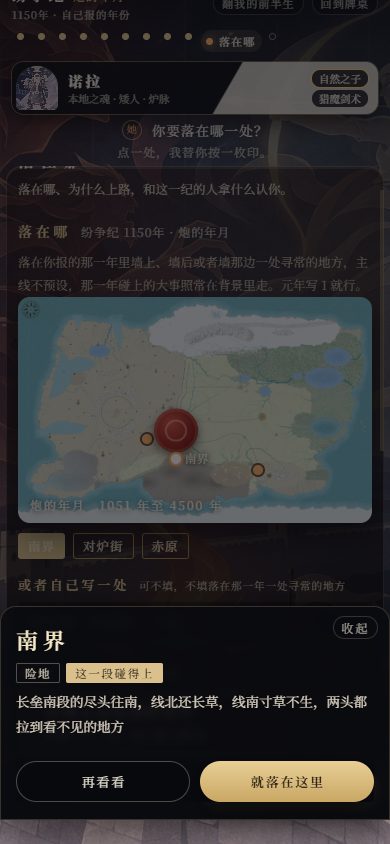 翻我的前半生
回到牌桌
1150年 · 自己报的年份
落在哪
诺拉
本地之魂 · 矮人 · 炉脉
自然之子
猎魔剑术
她 你要落在哪一处?
点一处，我替你按一枚印。
落在哪、为什么上路，和这一纪的人拿什么认你。
落在哪 纷争纪 1150年 · 炮的年月
落在你报的那一年里墙上、墙后或者墙那边一处寻常的地方，主
线不预设，那一年碰上的大事照常在背景里走。元年写 1 就行。
南界
炮的年月 1051 年至 4500 年
南界 对炉街 赤原
或者自己写一处 可不填，不填落在那一年一处寻常的地方
收起
南界
险地 这一段碰得上
长垒南段的尽头往南，线北还长草，线南寸草不生，两头都
拉到看不见的地方
再看看 就落在这里